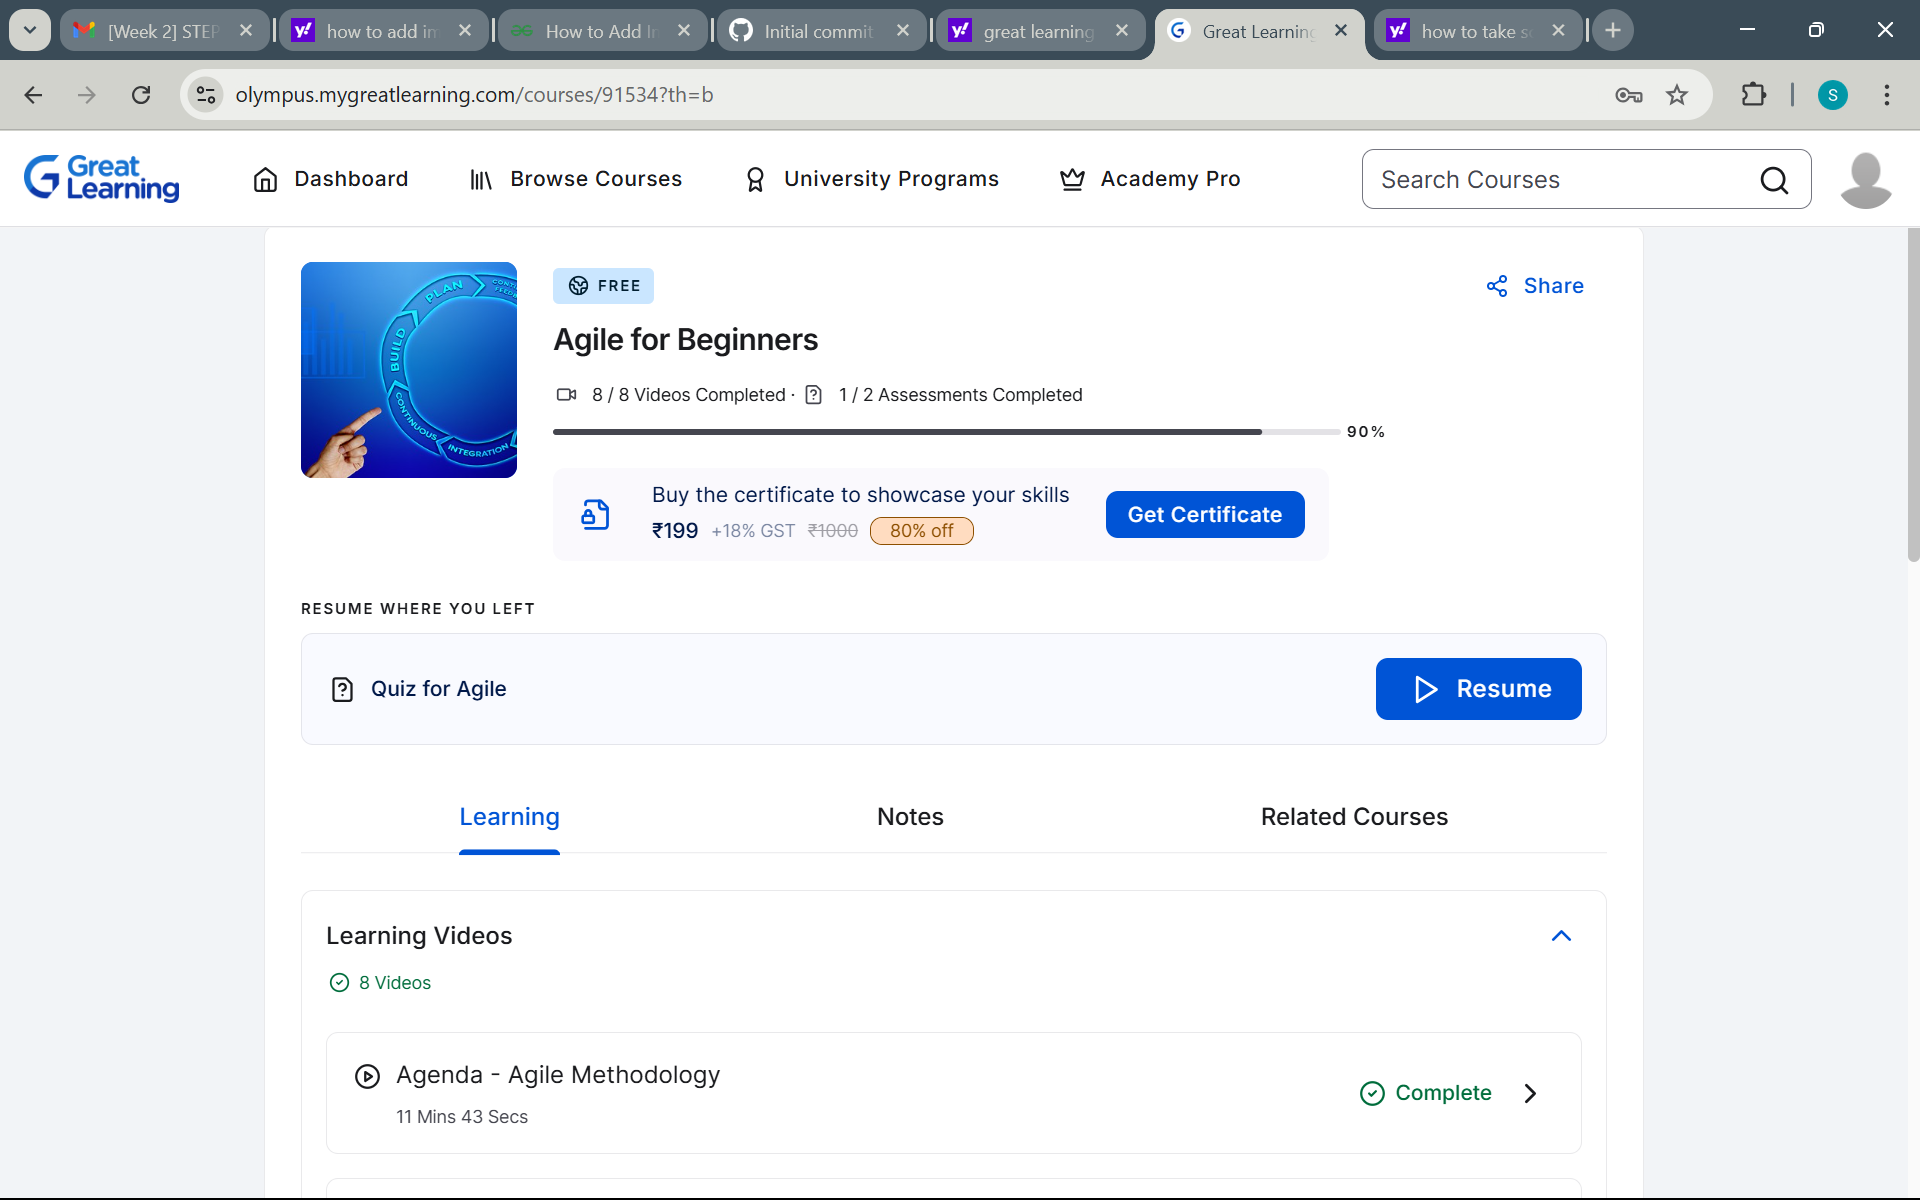 [Week 2] STEP
how to add im
How to Add In
Initial commit
great learning
Great Learning
how to take sc
olympus.mygreatlearning.com/courses/91534?th=b
S
Great Learning
Dashboard
Browse Courses
University Programs
Academy Pro
Search Courses
PLAN
BUILD
CONTINUOUS
INTEGRATION
FREE
Share
Agile for Beginners
8 / 8 Videos Completed · 1 / 2 Assessments Completed
90%
Buy the certificate to showcase your skills
₹199 +18% GST ₹1000 80% off
Get Certificate
RESUME WHERE YOU LEFT
Quiz for Agile
Resume
Learning
Notes
Related Courses
Learning Videos
8 Videos
Agenda - Agile Methodology
Complete
11 Mins 43 Secs